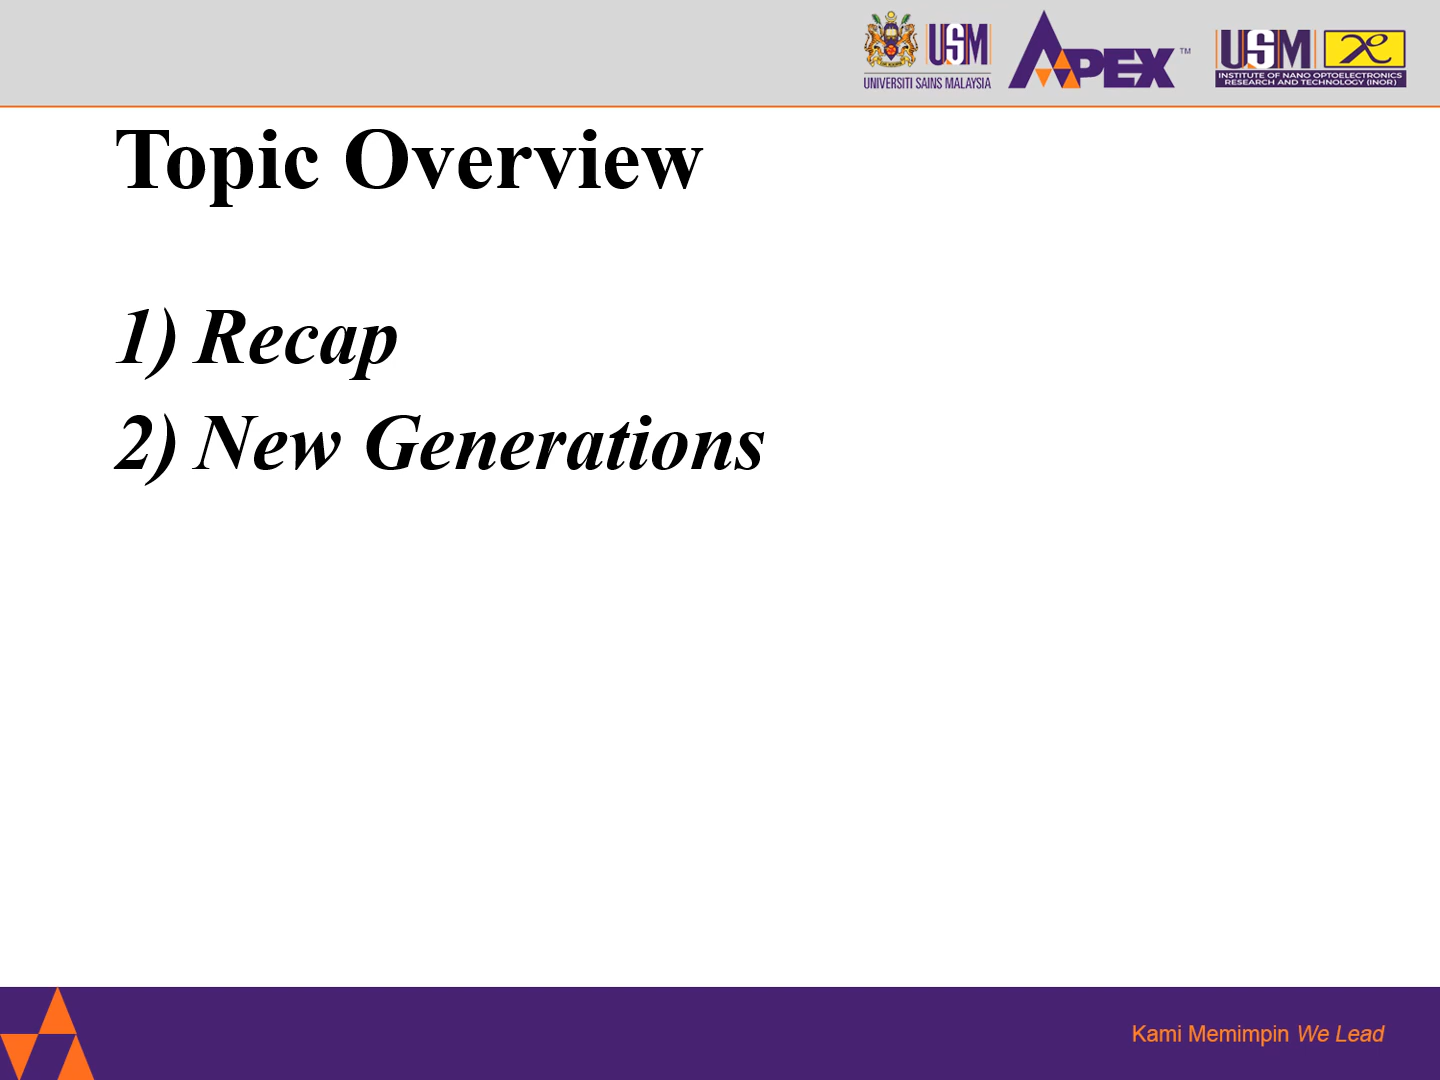 USM
UNIVERSITI SAINS MALAYSIA
APEX™
USM
INSTITUTE OF NANO OPTOELECTRONICS
RESEARCH AND TECHNOLOGY (INOR)
Topic Overview
1) Recap
2) New Generations
Kami Memimpin We Lead